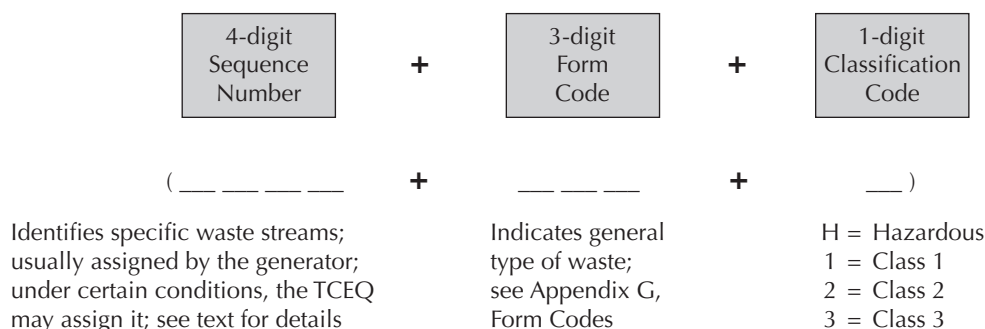 4-digit
Sequence
Number
+
3-digit
Form
Code
+
1-digit
Classification
Code
( ___ ___ ___ ___ + ___ ___ ___ + ___ )
Identifies specific waste streams;
usually assigned by the generator;
under certain conditions, the TCEQ
may assign it; see text for details
Indicates general
type of waste;
see Appendix G,
Form Codes
H = Hazardous
1 = Class 1
2 = Class 2
3 = Class 3